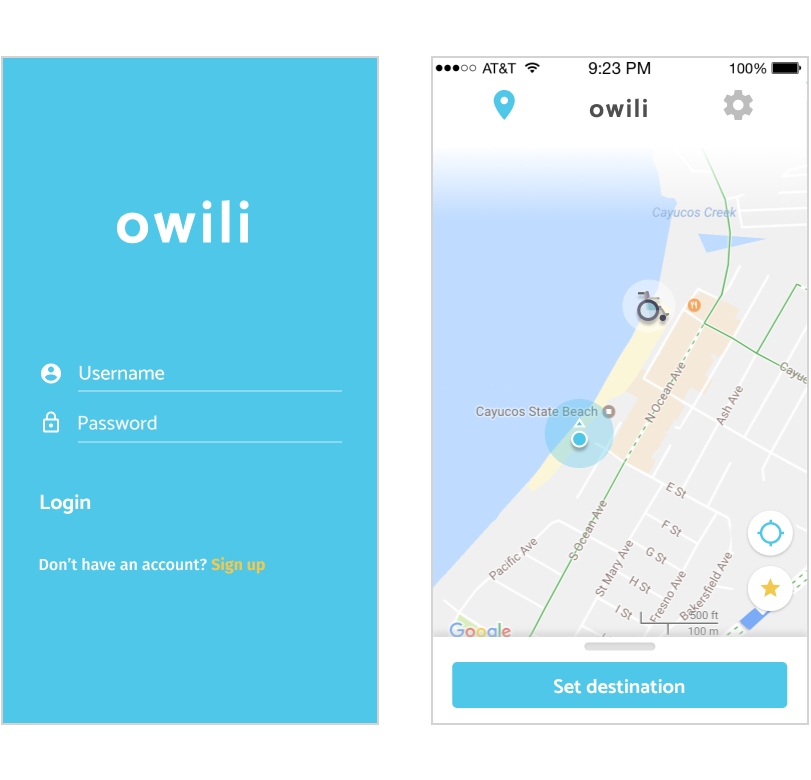 owili
Username
Password
Login
Don't have an account? Sign up
AT&T 9:23 PM 100%
owili
Cayucos Creek
Cayuc
N Ocean Ave
Ash Ave
Cayucos State Beach
E St
F St
G St
H St
I St
S Ocean Ave
Pacific Ave
St Mary Ave
Fresno Ave
Bakersfield Ave
500 ft
100 m
Google
Set destination